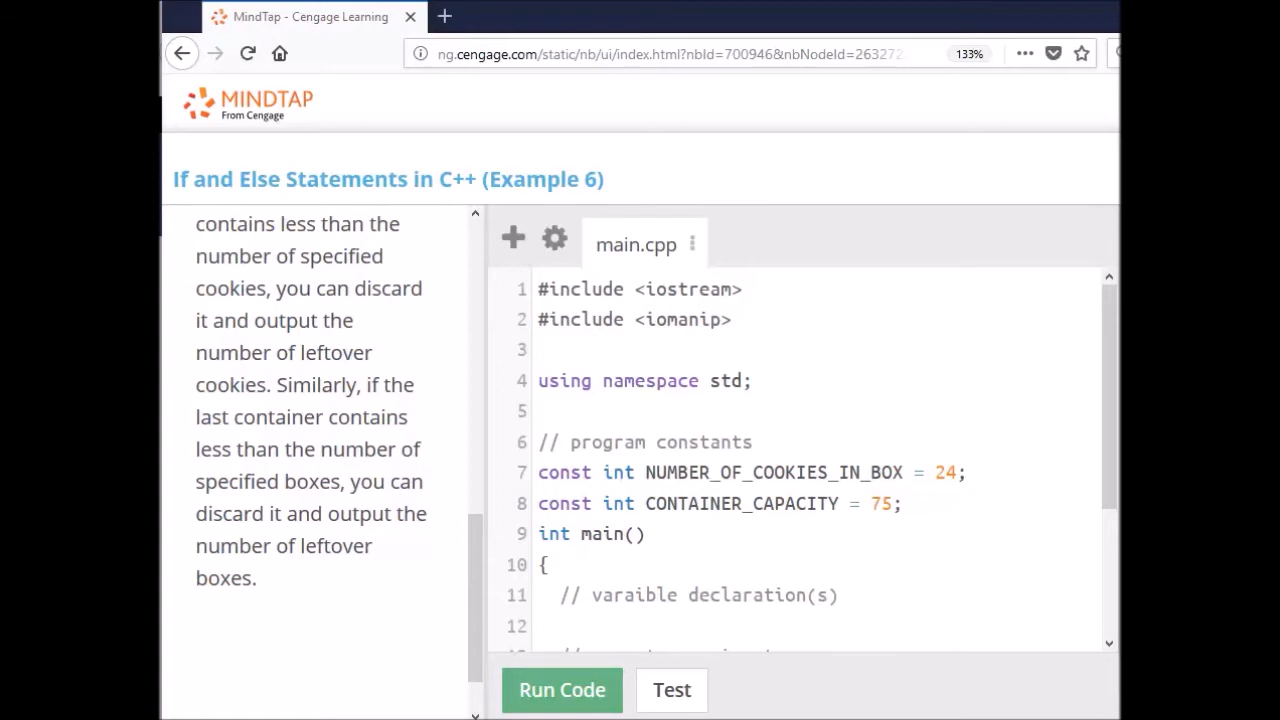 MindTap - Cengage Learning
ng.cengage.com/static/nb/ui/index.html?nbId=700946&nbNodeId=263272
133%
MINDTAP
From Cengage
If and Else Statements in C++ (Example 6)
contains less than the
number of specified
cookies, you can discard
it and output the
number of leftover
cookies. Similarly, if the
last container contains
less than the number of
specified boxes, you can
discard it and output the
number of leftover
boxes.
main.cpp
1 #include <iostream>
2 #include <iomanip>
3
4 using namespace std;
5
6 // program constants
7 const int NUMBER_OF_COOKIES_IN_BOX = 24;
8 const int CONTAINER_CAPACITY = 75;
9 int main()
10 {
11 // varaible declaration(s)
12
Run Code
Test